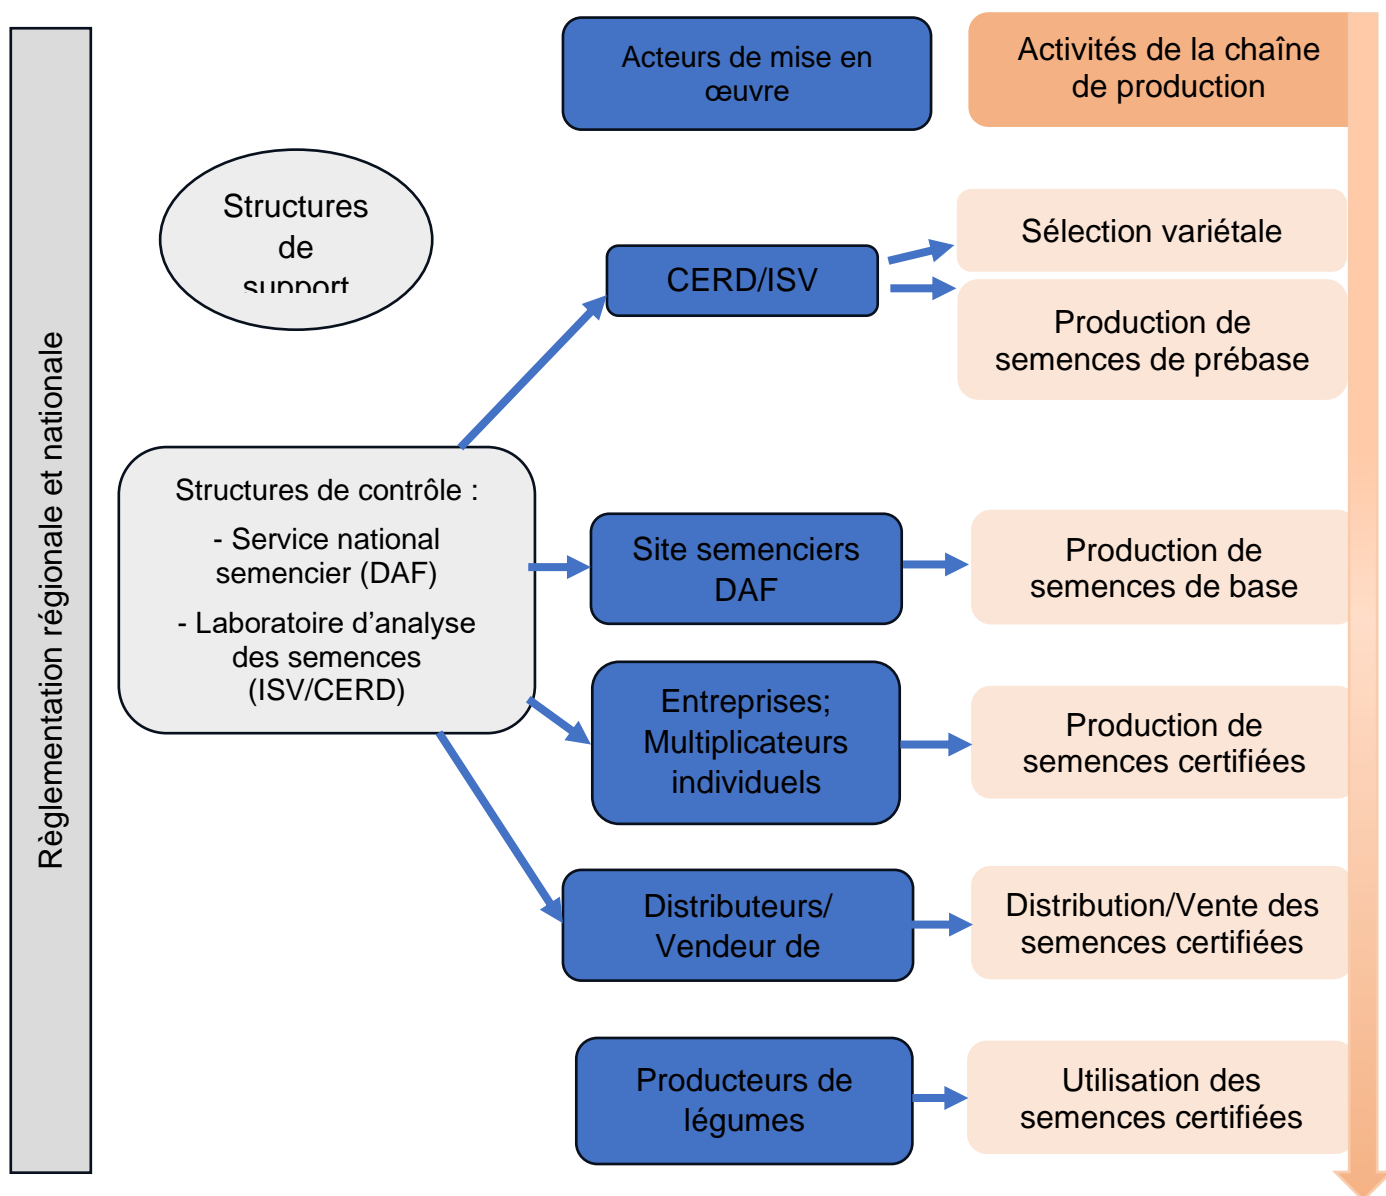 Règlementation régionale et nationale
Acteurs de mise en
œuvre
Activités de la chaîne
de production
Structures
de
support
CERD/ISV
Sélection variétale
Production de
semences de prébase
Structures de contrôle :
- Service national
semencier (DAF)
- Laboratoire d’analyse
des semences
(ISV/CERD)
Site semenciers
DAF
Production de
semences de base
Entreprises;
Multiplicateurs
individuels
Production de
semences certifiées
Distributeurs/
Vendeur de
Distribution/Vente des
semences certifiées
Producteurs de
légumes
Utilisation des
semences certifiées